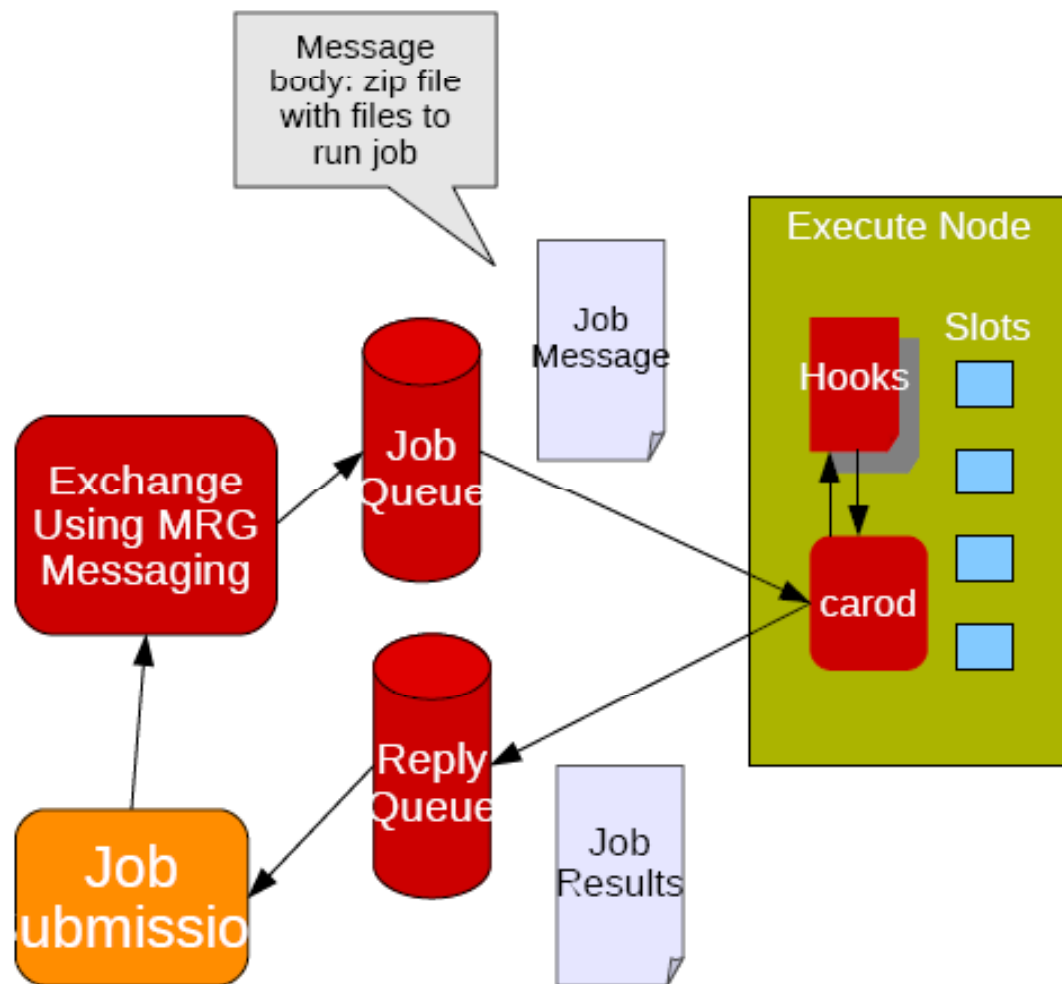 Message
body: zip file
with files to
run job
Execute Node
Job
Message
Slots
Hooks
Job
Queue
Exchange
Using MRG
Messaging
carod
Reply
Queue
Job
Results
Job
ubmissio